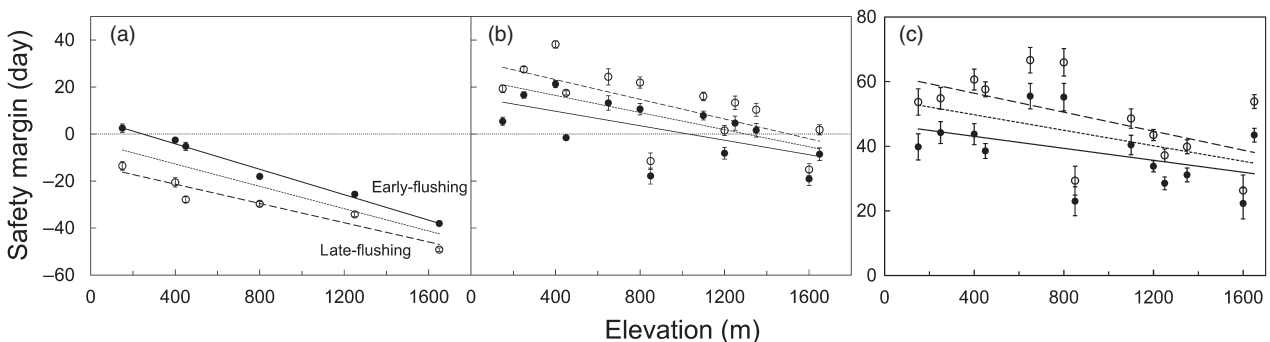 Safety margin (day)
(a)
40
20
0
–20
–40
–60
Early-flushing
Late-flushing
0 400 800 1200 1600
(b)
0 400 800 1200 1600
(c)
80
60
40
20
0
0 400 800 1200 1600
Elevation (m)